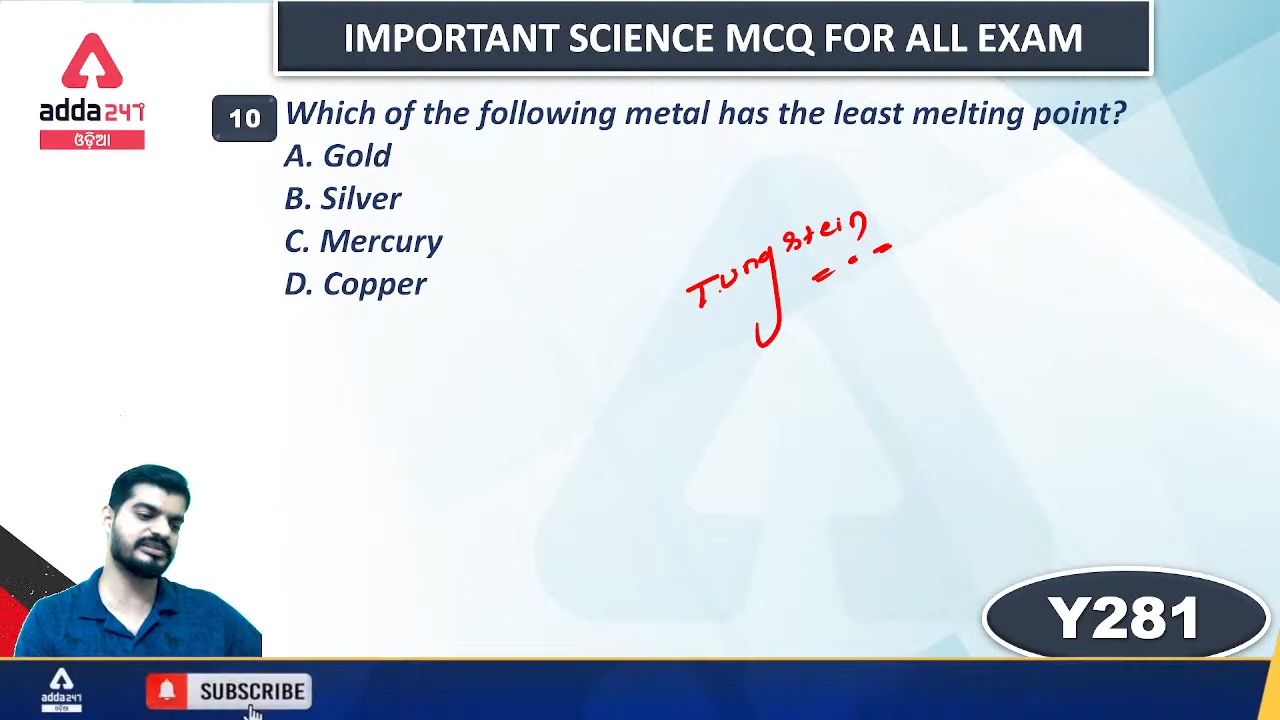 IMPORTANT SCIENCE MCQ FOR ALL EXAM
adda247
ଓଡ଼ିଆ
10 Which of the following metal has the least melting point?
A. Gold
B. Silver
C. Mercury
D. Copper
Tungstein
Y281
adda247
ଓଡ଼ିଆ
SUBSCRIBE